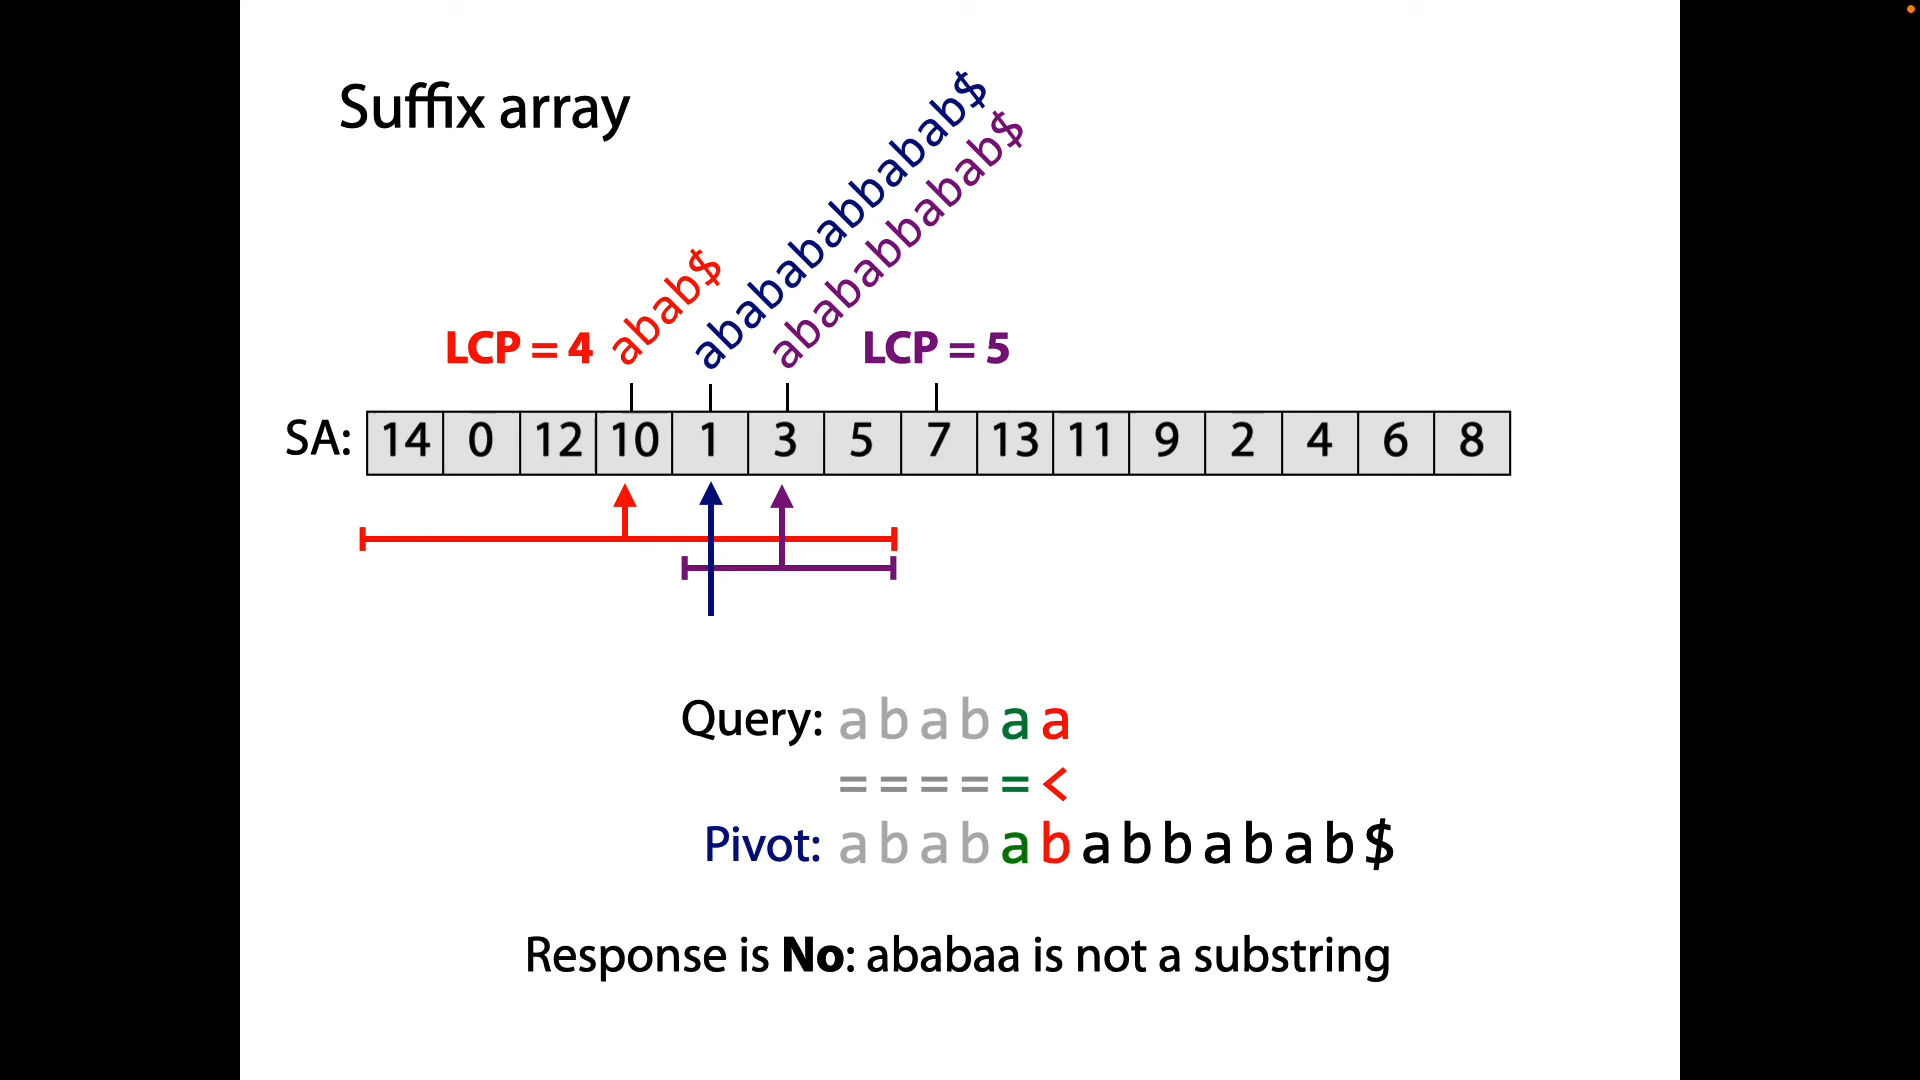 Suffix array
abab$
ababababbabab$
abababbabab$
LCP = 4
LCP = 5
SA: 14 0 12 10 1 3 5 7 13 11 9 2 4 6 8
Query: a b a b a a
= = = = = <
Pivot: a b a b a b a b b a b a b $
Response is No: ababaa is not a substring